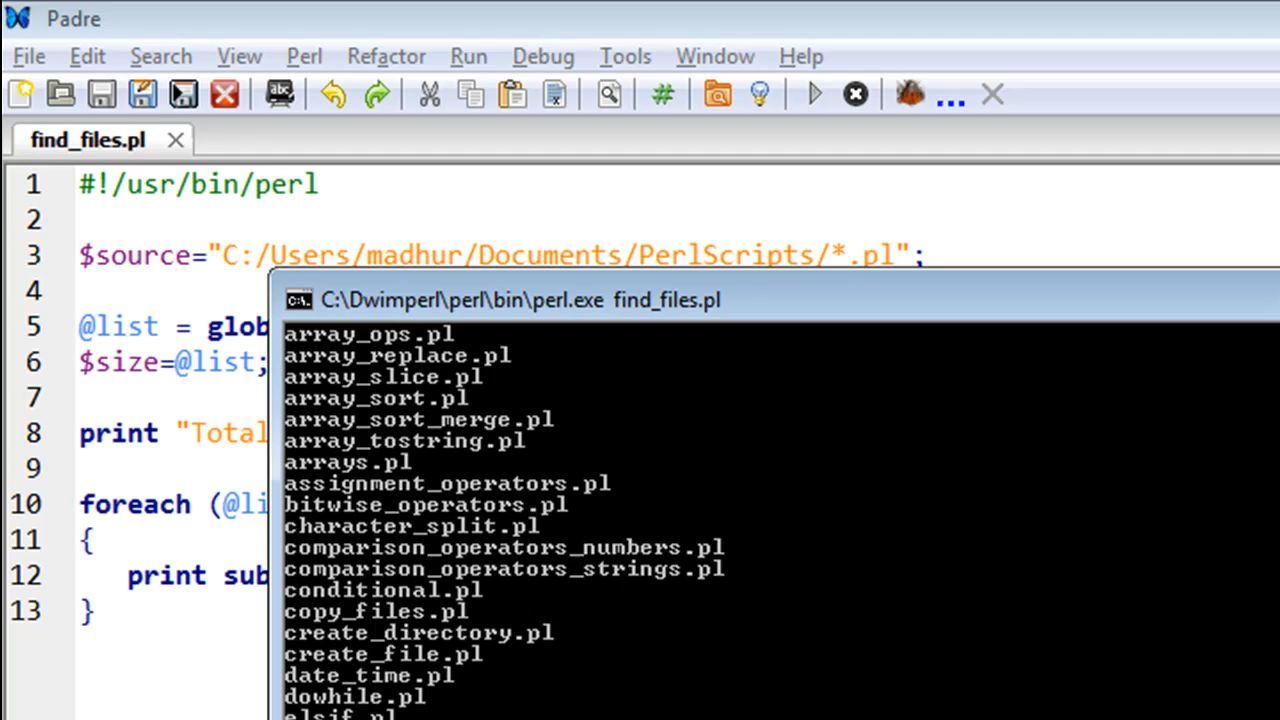 Padre
File Edit Search View Perl Refactor Run Debug Tools Window Help
abc # ...
find_files.pl
1 #!/usr/bin/perl
2
3 $source="C:/Users/madhur/Documents/PerlScripts/*.pl";
4
5 @list = glob
6 $size=@list;
7
8 print "Total
9
10 foreach (@li
11 {
12 print sub
13 }
C:\. C:\Dwimperl\perl\bin\perl.exe find_files.pl
array_ops.pl
array_replace.pl
array_slice.pl
array_sort.pl
array_sort_merge.pl
array_tostring.pl
arrays.pl
assignment_operators.pl
bitwise_operators.pl
character_split.pl
comparison_operators_numbers.pl
comparison_operators_strings.pl
conditional.pl
copy_files.pl
create_directory.pl
create_file.pl
date_time.pl
dowhile.pl
elsif.pl